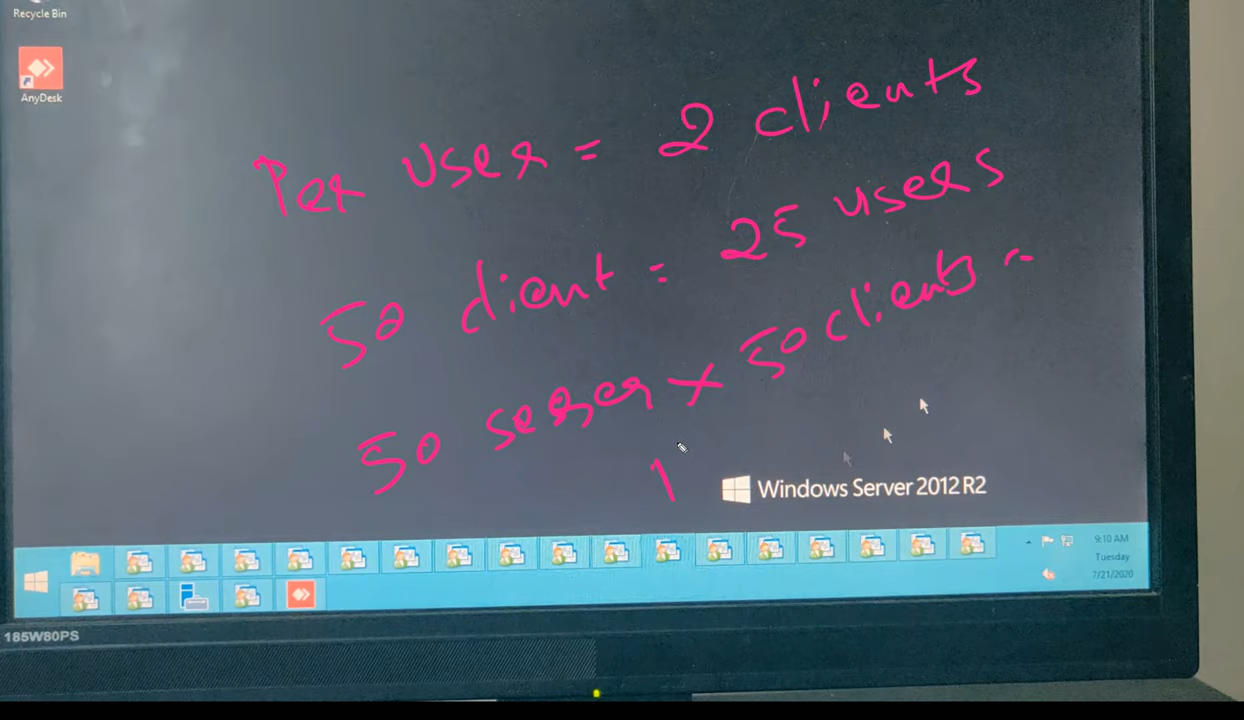 Recycle Bin
AnyDesk
Per User = 2 clients
50 client = 25 users
50 server x 50 clients =
1
Windows Server 2012 R2
9:10 AM
Tuesday
7/21/2020
185W80PS